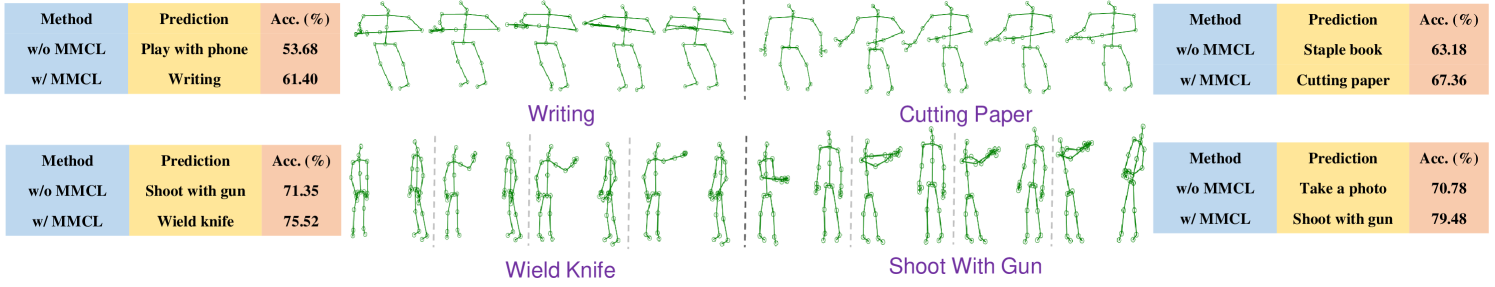 Method Prediction Acc. (%)
w/o MMCL Play with phone 53.68
w/ MMCL Writing 61.40
Writing
Cutting Paper
Method Prediction Acc. (%)
w/o MMCL Staple book 63.18
w/ MMCL Cutting paper 67.36
Method Prediction Acc. (%)
w/o MMCL Shoot with gun 71.35
w/ MMCL Wield knife 75.52
Wield Knife
Shoot With Gun
Method Prediction Acc. (%)
w/o MMCL Take a photo 70.78
w/ MMCL Shoot with gun 79.48